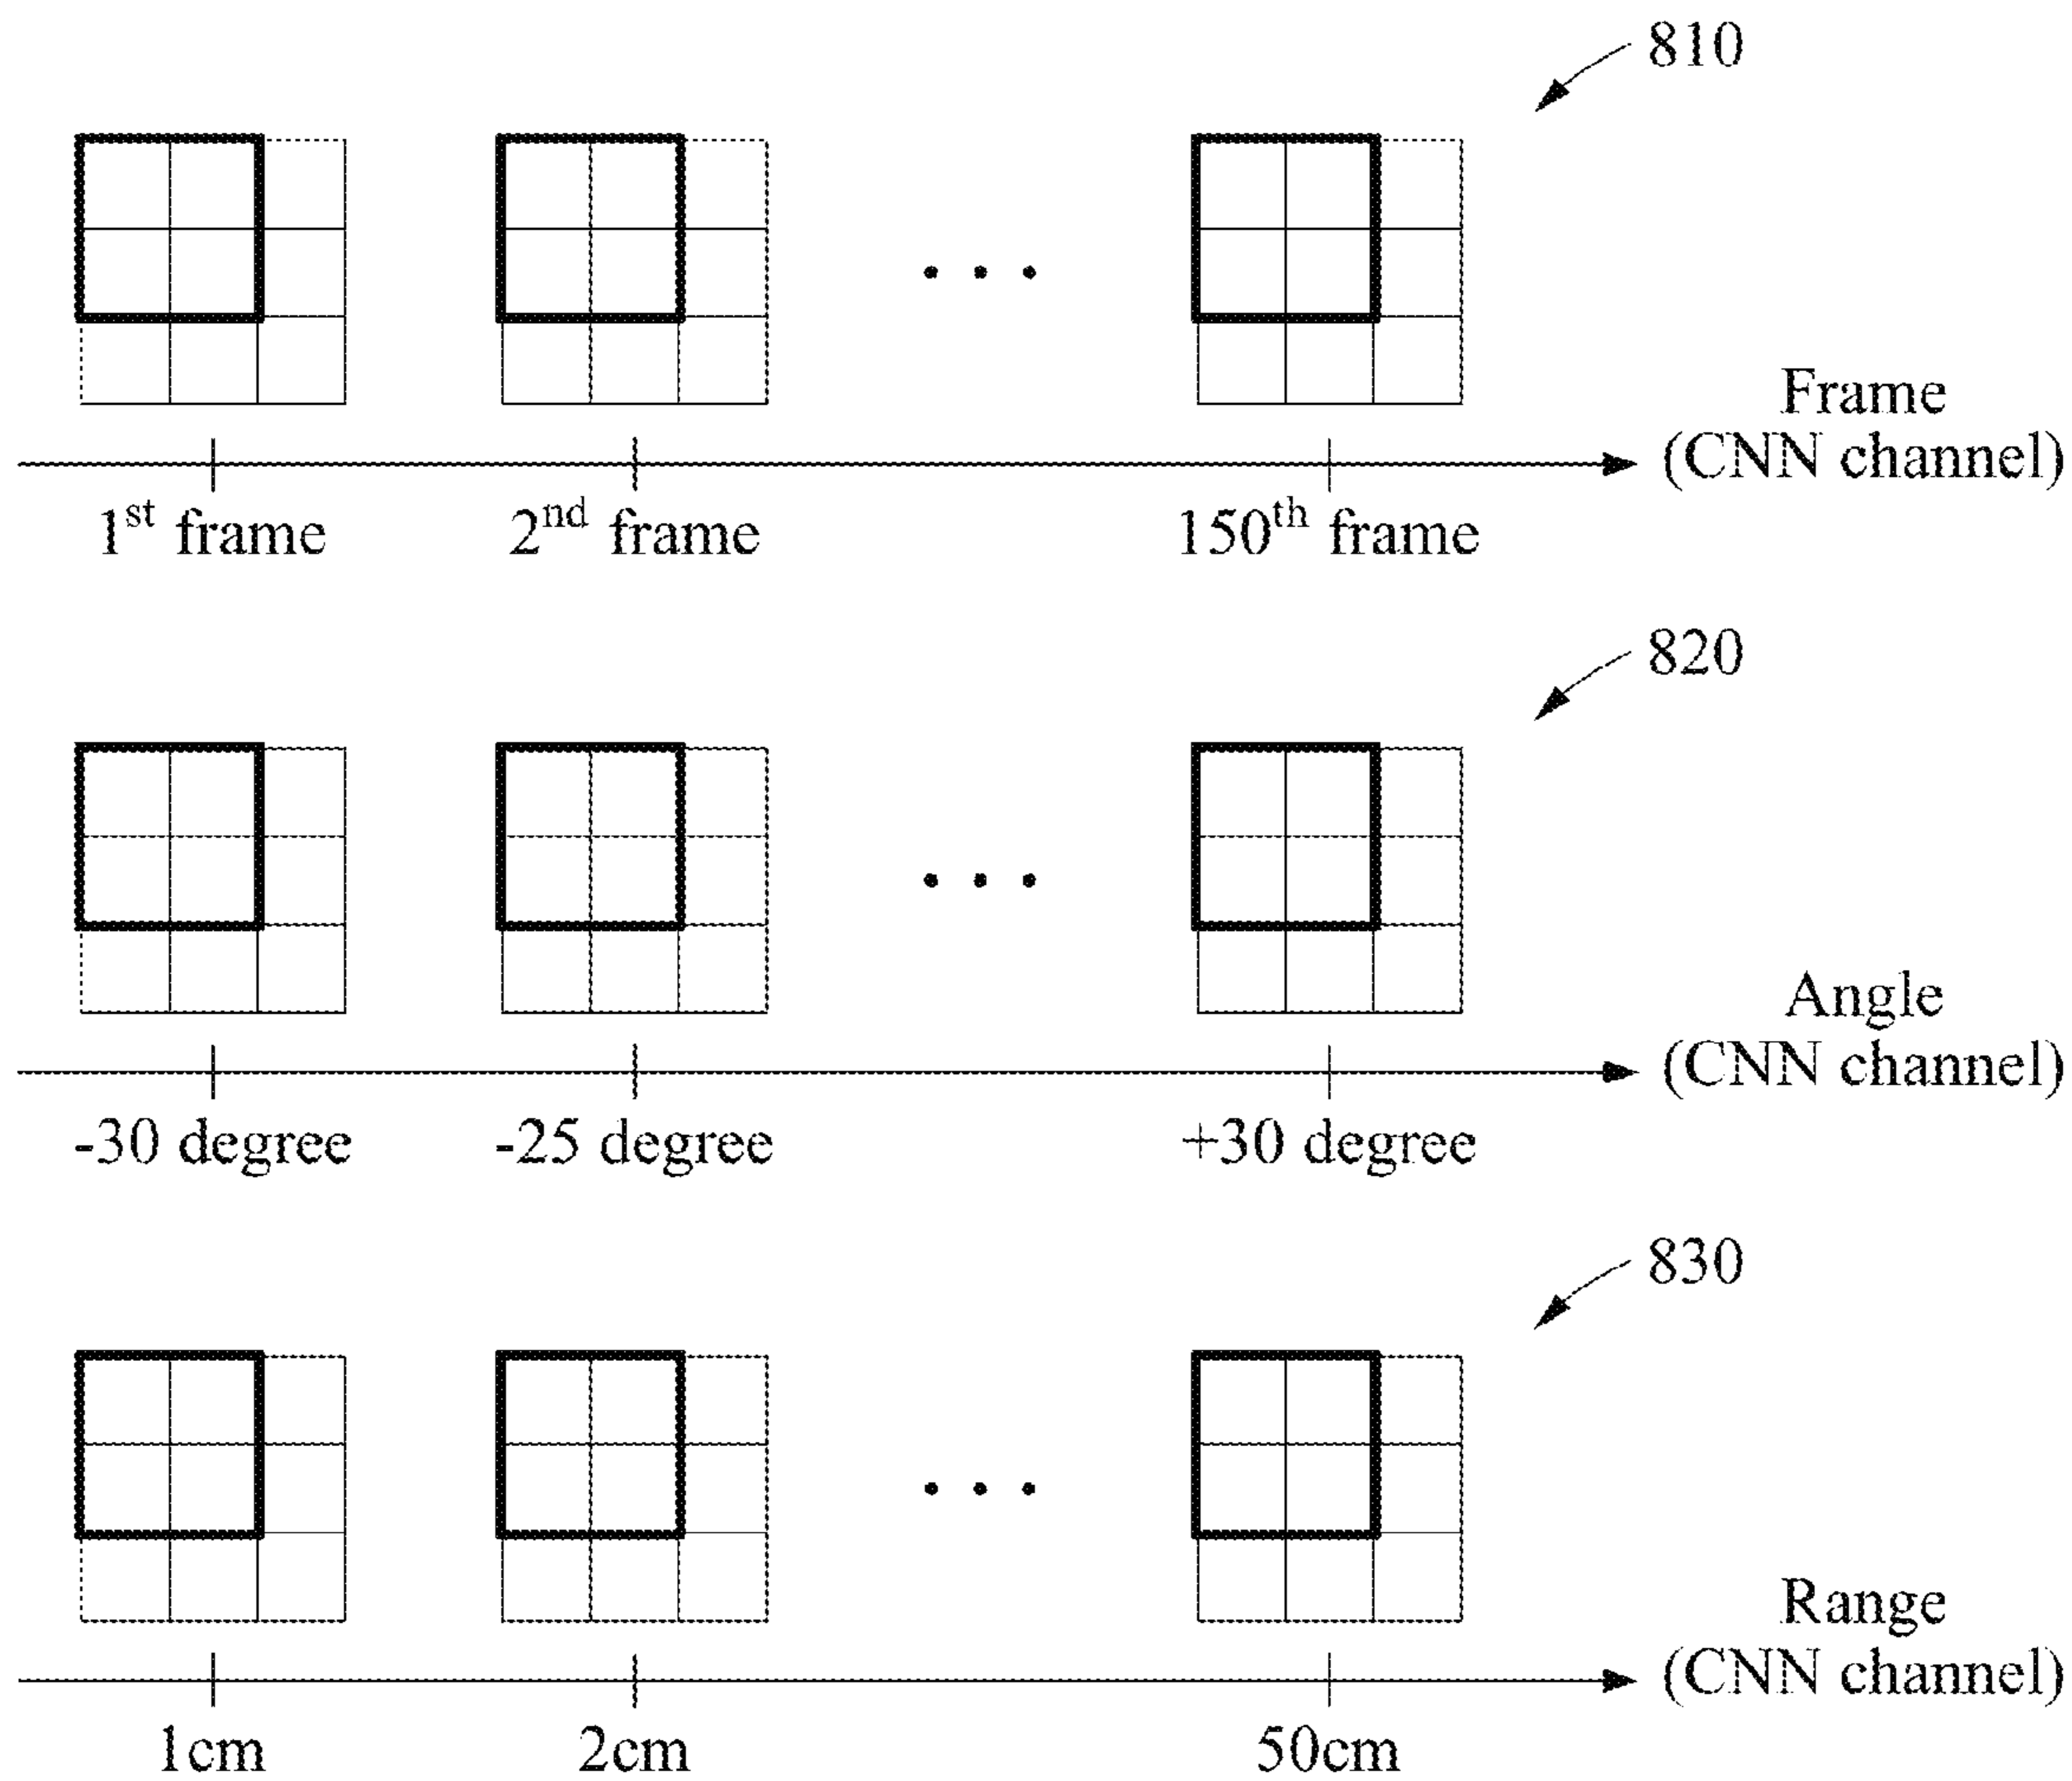 810
Frame
(CNN channel)
1st frame 2nd frame 150th frame
820
Angle
(CNN channel)
-30 degree -25 degree +30 degree
830
Range
(CNN channel)
1cm 2cm 50cm